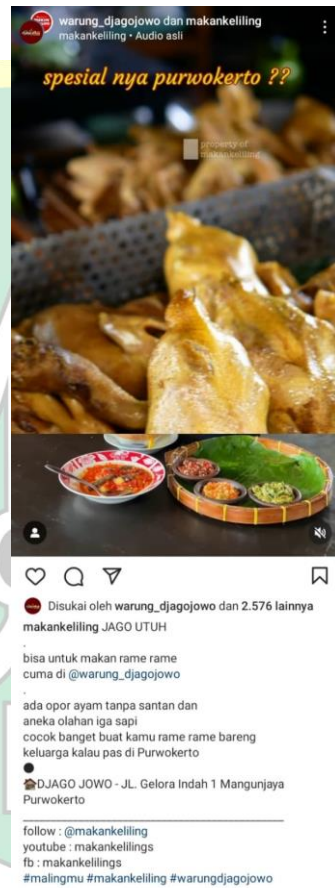 warung_djagojowo dan makankeliling
makankeliling • Audio asli
spesial nya purwokerto ??
property of
makankeliling
Disukai oleh warung_djagojowo dan 2.576 lainnya
makankeliling JAGO UTUH
.
bisa untuk makan rame rame
cuma di @warung_djagojowo
.
ada opor ayam tanpa santan dan
aneka olahan iga sapi
cocok banget buat kamu rame rame bareng
keluarga kalau pas di Purwokerto
DJAGO JOWO - JL. Gelora Indah 1 Mangunjaya
Purwokerto
follow : @makankeliling
youtube : makankelilings
fb : makankelilings
#malingmu #makankeliling #warungdjagojowo